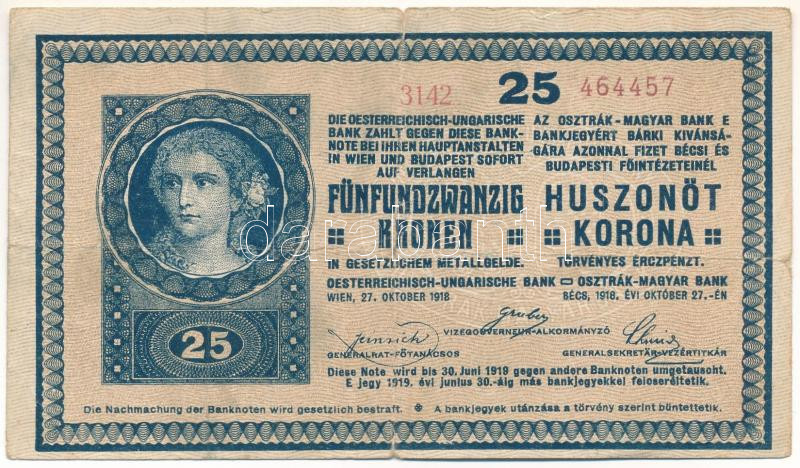 3142 25 464457
DIE OESTERREICHISCH-UNGARISCHE
BANK ZAHLT GEGEN DIESE BANK-
NOTE BEI IHREN HAUPTANSTALTEN
IN WIEN UND BUDAPEST SOFORT
AUF VERLANGEN
FÜNFUNDZWANZIG
KRONEN
IN GESETZLICHEM METALLGELDE.
AZ OSZTRÁK-MAGYAR BANK E
BANKJEGYÉRT BÁRKI KIVÁNSÁ-
GÁRA AZONNAL FIZET BÉCSI ÉS
BUDAPESTI FŐINTÉZETEINÉL
HUSZONÖT
KORONA
TÖRVÉNYES ÉRCZPÉNZT.
OESTERREICHISCH-UNGARISCHE BANK OSZTRÁK-MAGYAR BANK
WIEN, 27. OKTOBER 1918 BÉCS, 1918. ÉVI OKTÓBER 27.-ÉN
Gruber
VIZEGOUVERNEUR-ALKORMÁNYZÓ
GENERALRAT-FŐTANÁCSOS GENERALSEKRETÄR-VEZÉRTITKÁR
25
Diese Note wird bis 30. Juni 1919 gegen andere Banknoten umgetauscht.
E jegy 1919. évi junius 30.-áig más bankjegyekkel felcseréltetik.
Die Nachmachung der Banknoten wird gesetzlich bestraft. A bankjegyek utánzása a törvény szerint büntettetik.
darabanth